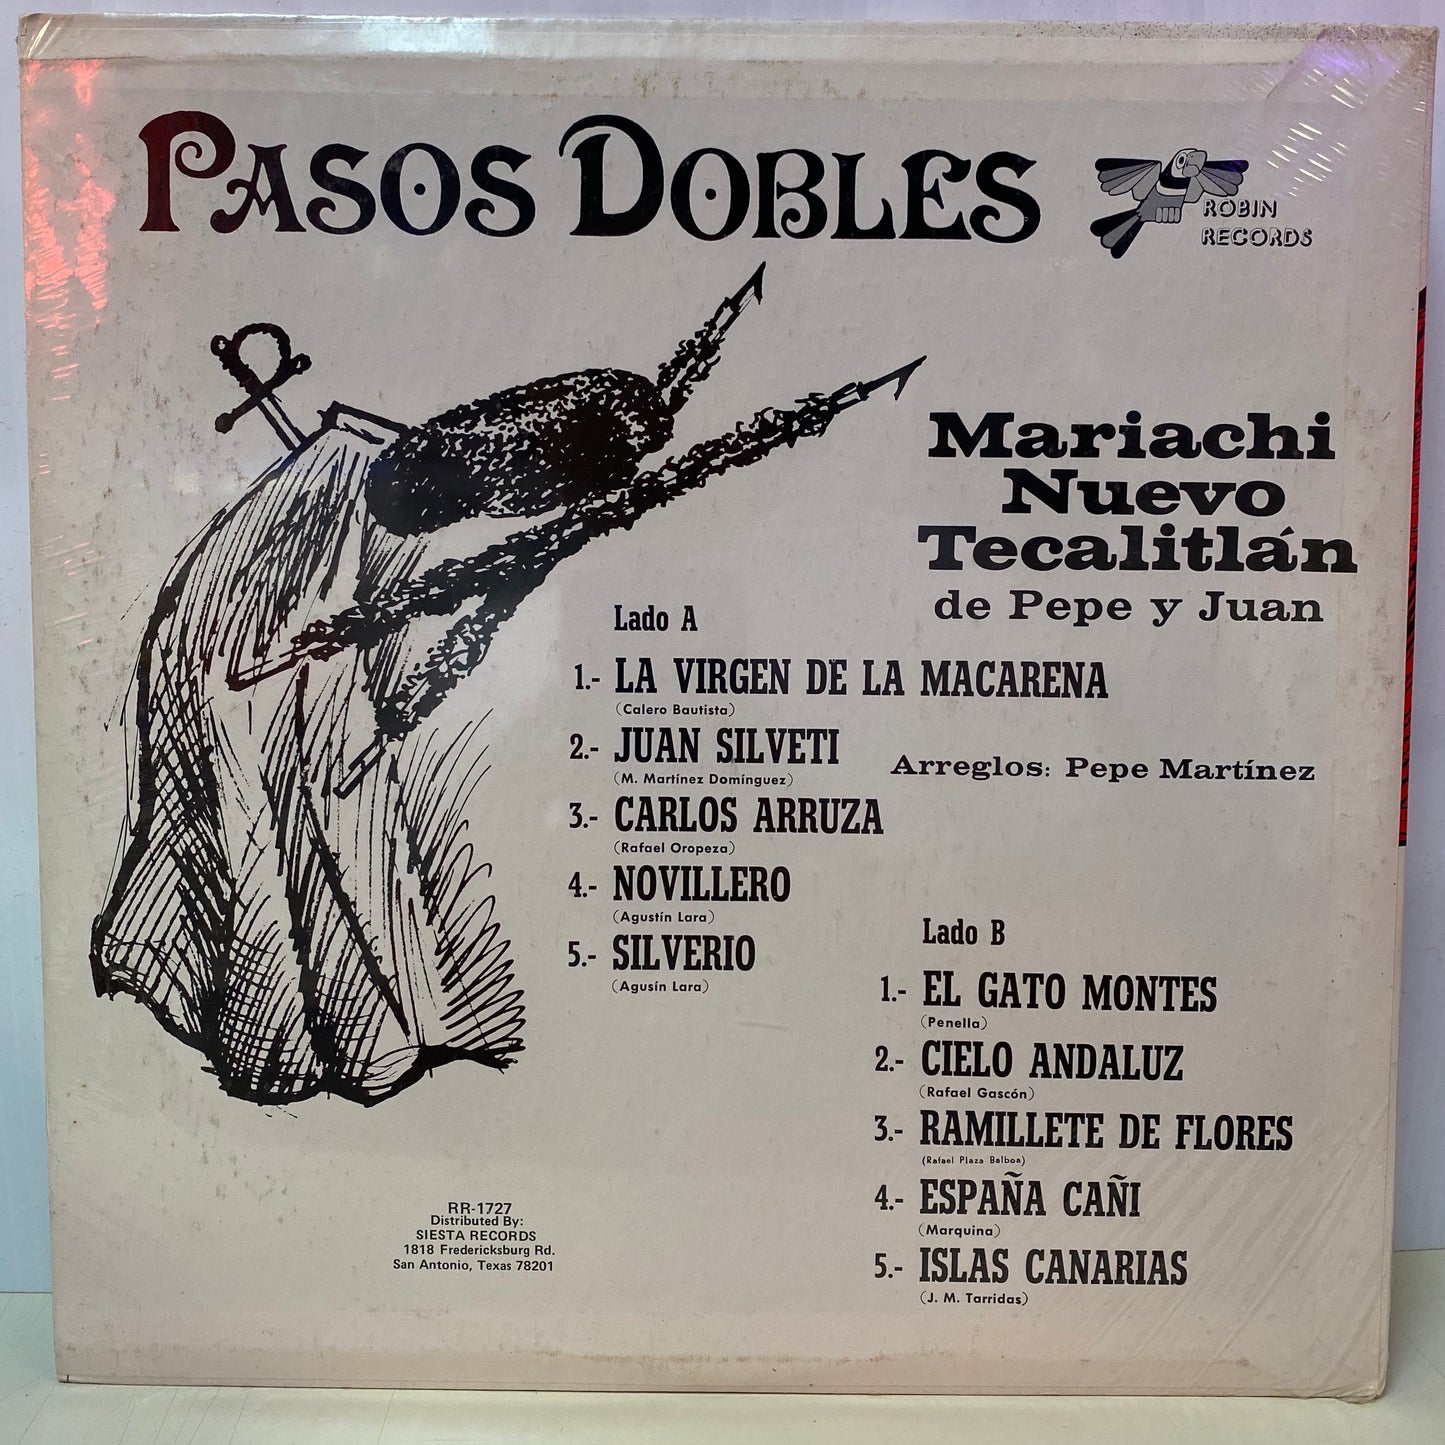 PASOS DOBLES
ROBIN
RECORDS
Mariachi
Nuevo
Tecalitlán
de Pepe y Juan
Lado A
1.- LA VIRGEN DE LA MACARENA
(Calero Bautista)
2.- JUAN SILVETI
(M. Martínez Domínguez)
Arreglos: Pepe Martínez
3.- CARLOS ARRUZA
(Rafael Oropeza)
4.- NOVILLERO
(Agustín Lara)
5.- SILVERIO
(Agusín Lara)
Lado B
1.- EL GATO MONTES
(Penella)
2.- CIELO ANDALUZ
(Rafael Gascón)
3.- RAMILLETE DE FLORES
(Rafael Plaza Balboa)
4.- ESPAÑA CAÑI
(Marquina)
5.- ISLAS CANARIAS
(J. M. Tarridas)
RR-1727
Distributed By:
SIESTA RECORDS
1818 Fredericksburg Rd.
San Antonio, Texas 78201